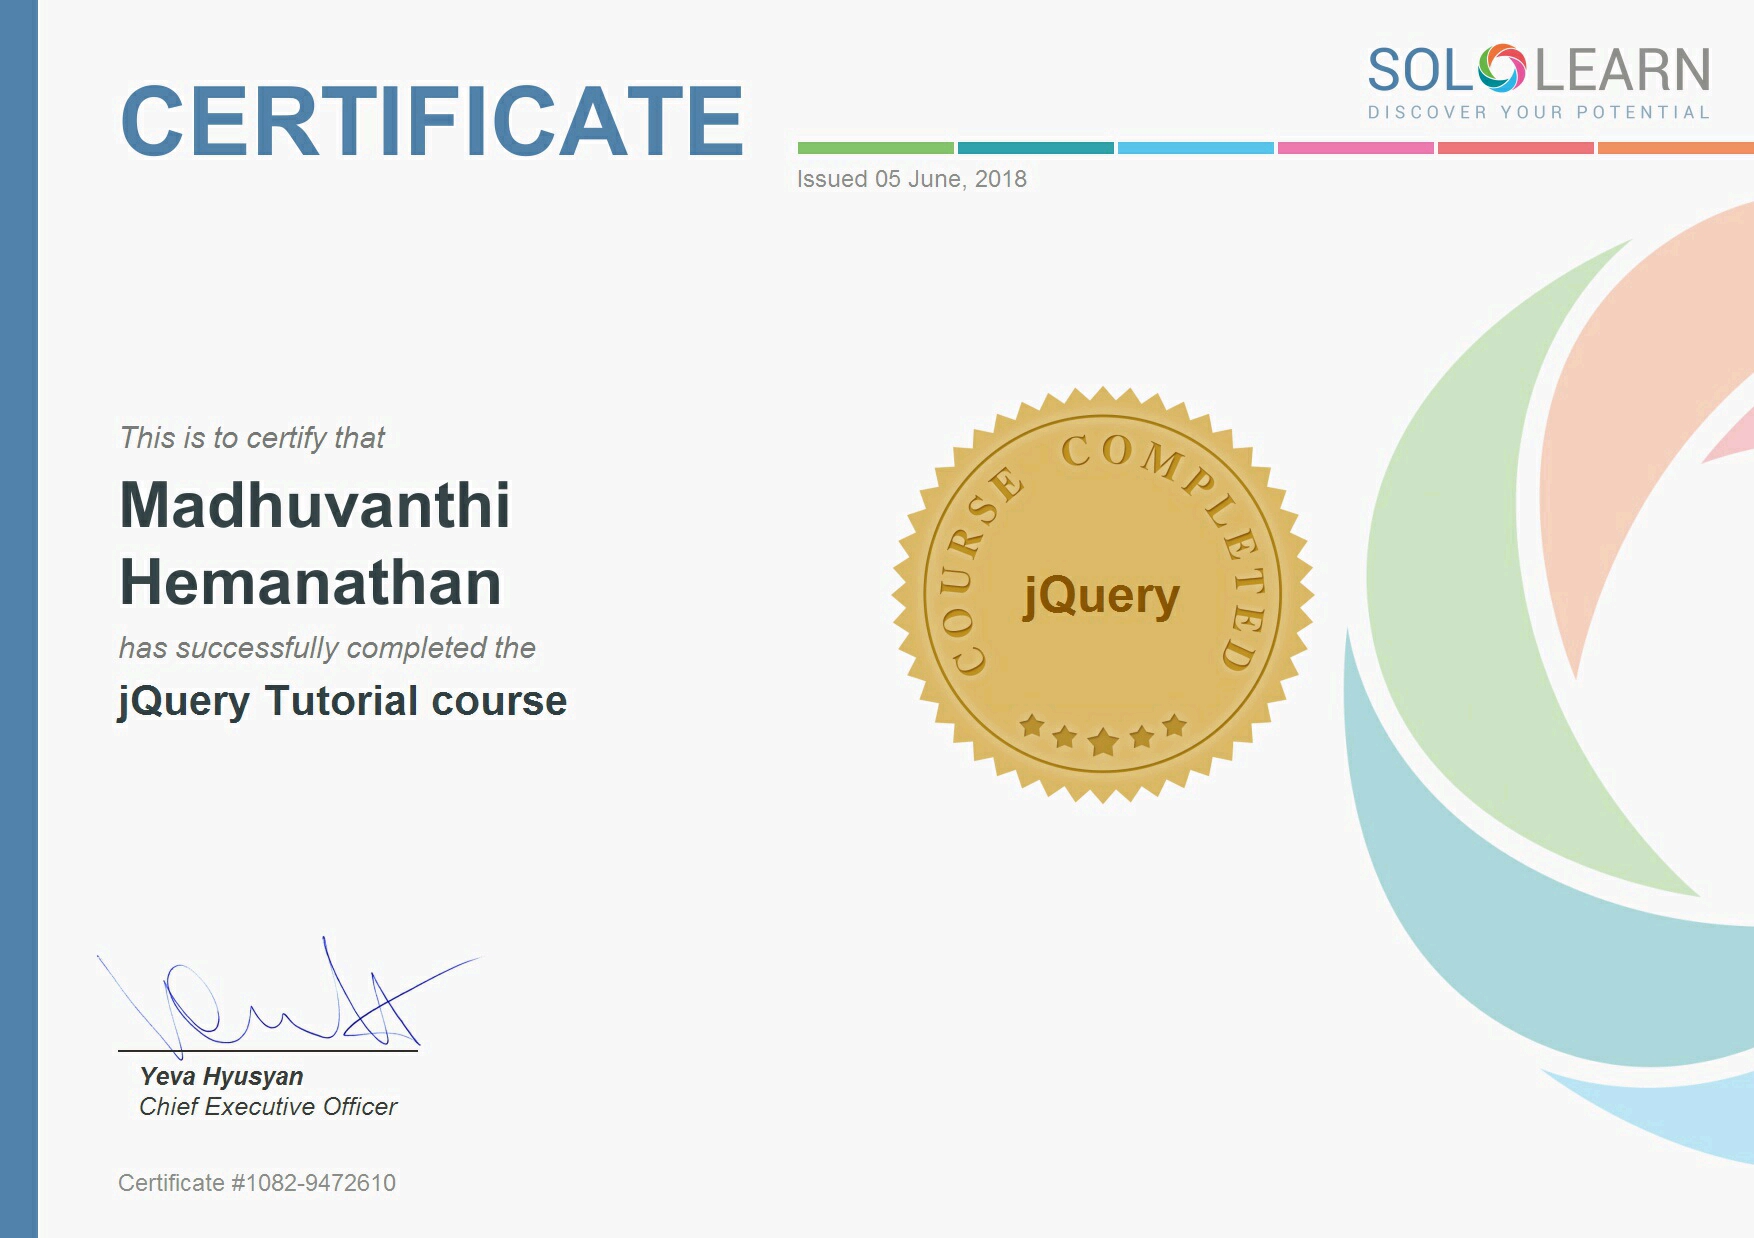 CERTIFICATE
SOLOLEARN
DISCOVER YOUR POTENTIAL
Issued 05 June, 2018
This is to certify that
Madhuvanthi
Hemanathan
has successfully completed the
jQuery Tutorial course
COURSE COMPLETED
jQuery
Yeva Hyusyan
Chief Executive Officer
Certificate #1082-9472610